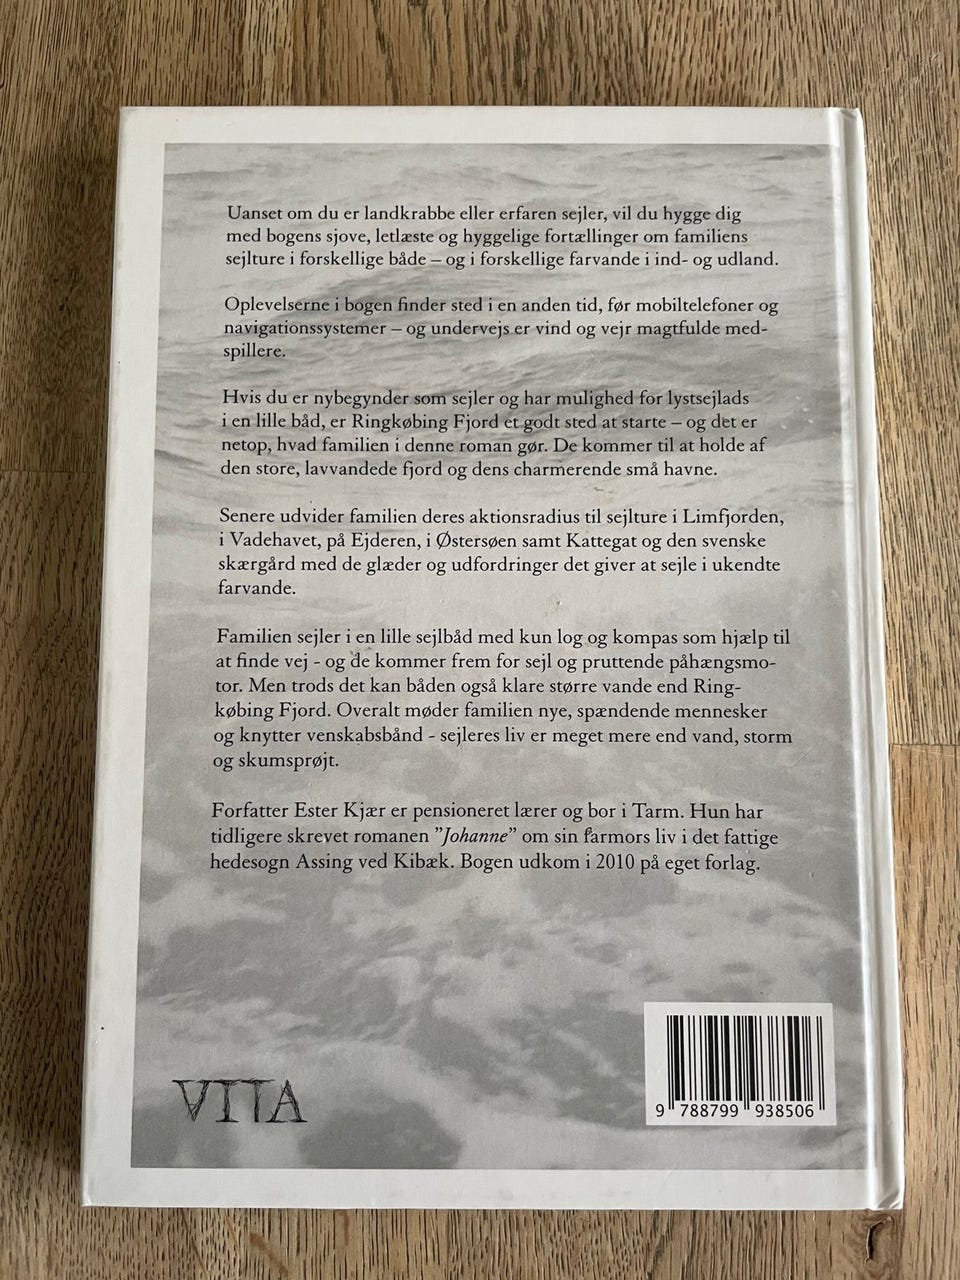 Uanset om du er landkrabbe eller erfaren sejler, vil du hygge dig
med bogens sjove, letlæste og hyggelige fortællinger om familiens
sejlture i forskellige både – og i forskellige farvande i ind- og udland.
Oplevelserne i bogen finder sted i en anden tid, før mobiltelefoner og
navigationssystemer – og undervejs er vind og vejr magtfulde med-
spillere.
Hvis du er nybegynder som sejler og har mulighed for lystsejlads
i en lille båd, er Ringkøbing Fjord et godt sted at starte – og det er
netop, hvad familien i denne roman gør. De kommer til at holde af
den store, lavvandede fjord og dens charmerende små havne.
Senere udvider familien deres aktionsradius til sejlture i Limfjorden,
i Vadehavet, på Ejderen, i Østersøen samt Kattegat og den svenske
skærgård med de glæder og udfordringer det giver at sejle i ukendte
farvande.
Familien sejler i en lille sejlbåd med kun log og kompas som hjælp til
at finde vej - og de kommer frem for sejl og pruttende påhængsmo-
tor. Men trods det kan båden også klare større vande end Ring-
købing Fjord. Overalt møder familien nye, spændende mennesker
og knytter venskabsbånd - sejleres liv er meget mere end vand, storm
og skumsprøjt.
Forfatter Ester Kjær er pensioneret lærer og bor i Tarm. Hun har
tidligere skrevet romanen ”Johanne” om sin farmors liv i det fattige
hedesogn Assing ved Kibæk. Bogen udkom i 2010 på eget forlag.
VITA
9 788799 938506